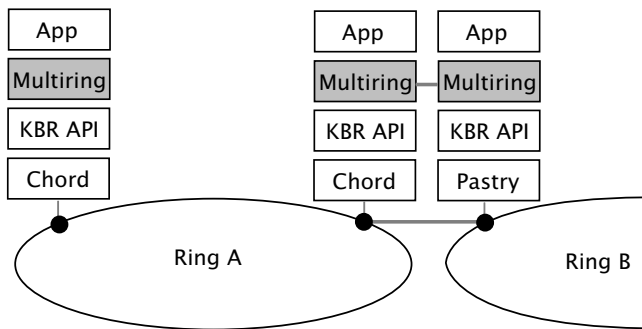 App App App
Multiring Multiring Multiring
KBR API KBR API KBR API
Chord Chord Pastry
Ring A
Ring B